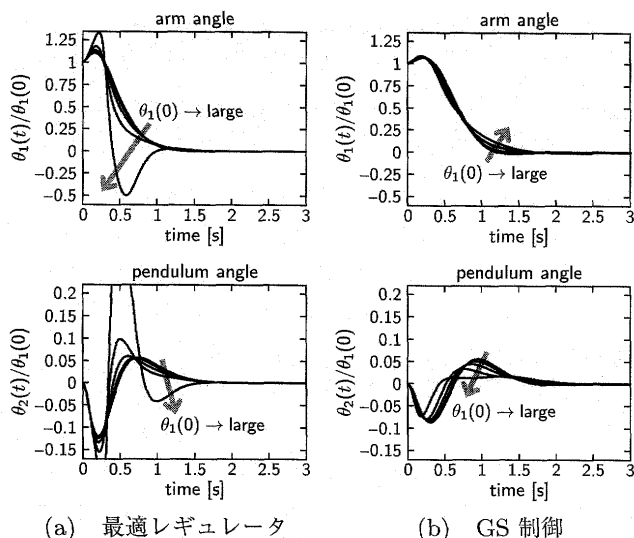 arm angle
θ₁(t)/θ₁(0)
1.25
1
0.75
0.5
0.25
0
−0.25
−0.5
θ₁(0) → large
0 0.5 1 1.5 2 2.5 3
time [s]
arm angle
θ₁(t)/θ₁(0)
1.25
1
0.75
0.5
0.25
0
−0.25
−0.5
θ₁(0) → large
0 0.5 1 1.5 2 2.5 3
time [s]
pendulum angle
θ₂(t)/θ₁(0)
0.2
0.15
0.1
0.05
0
−0.05
−0.1
−0.15
θ₁(0) → large
0 0.5 1 1.5 2 2.5 3
time [s]
pendulum angle
θ₂(t)/θ₁(0)
0.2
0.15
0.1
0.05
0
−0.05
−0.1
−0.15
θ₁(0) → large
0 0.5 1 1.5 2 2.5 3
time [s]
(a) 最適レギュレータ
(b) GS 制御